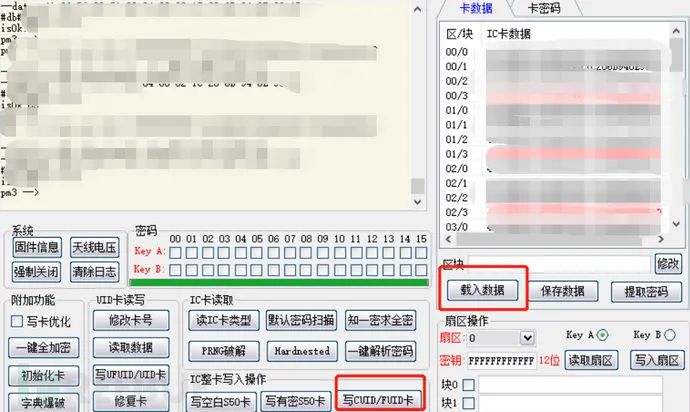 #db#
isOk
pm3 -->
pm3 -->
系统
固件信息
天线电压
强制关闭
清除日志
密码
00 01 02 03 04 05 06 07 08 09 10 11 12 13 14 15
Key A:
Key B:
附加功能
写卡优化
一键全加密
初始化卡
字典爆破
UID卡读写
修改卡号
读取数据
写UFUID/UID卡
修复卡
IC卡读取
读IC卡类型
默认密码扫描
知一密求全密
PRNG破解
Hardnested
一键解析密码
IC整卡写入操作
写空白S50卡
写有密S50卡
写CUID/FUID卡
卡数据
卡密码
区/块
IC卡数据
00/0
00/1
00/2
00/3
01/0
01/1
01/2
01/3
02/0
02/1
02/2
02/3
03/0
区块
修改
载入数据
保存数据
提取密码
扇区操作
扇区:
0
Key A
Key B
密钥:
FFFFFFFFFFFF
12位
读取扇区
写入扇区
块0
块1